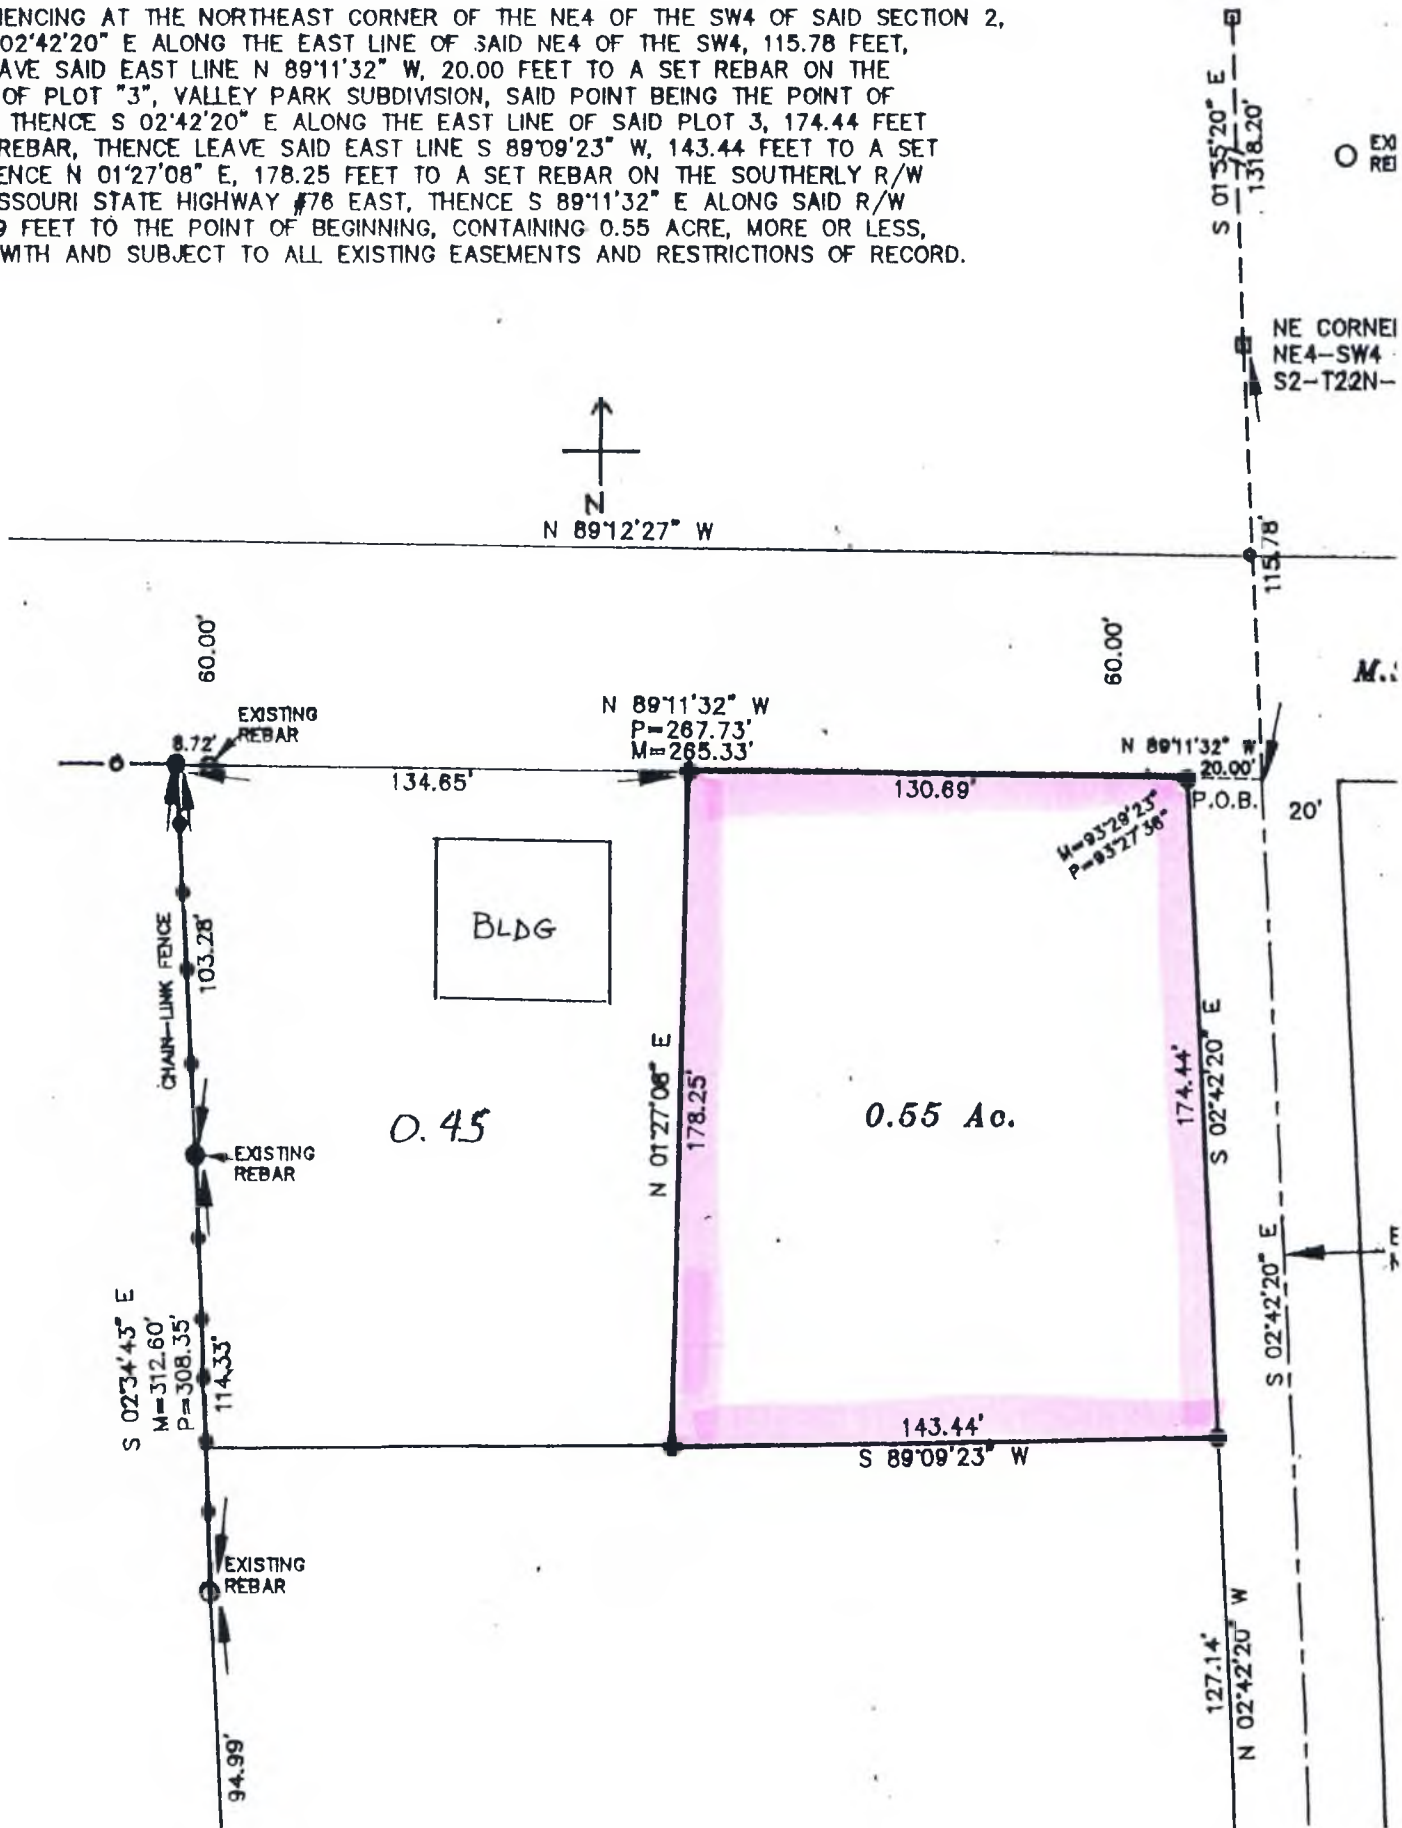 02°42'20" E ALONG THE EAST LINE OF SAID NE4 OF THE SW4, 115.78 FEET,
SAID EAST LINE N 89°11'32" W, 20.00 FEET TO A SET REBAR ON THE
OF PLOT "3", VALLEY PARK SUBDIVISION, SAID POINT BEING THE POINT OF
THENCE S 02°42'20" E ALONG THE EAST LINE OF SAID PLOT 3, 174.44 FEET
REBAR, THENCE LEAVE SAID EAST LINE S 89°09'23" W, 143.44 FEET TO A SET
N 01°27'08" E, 178.25 FEET TO A SET REBAR ON THE SOUTHERLY R/W
STATE HIGHWAY #76 EAST, THENCE S 89°11'32" E ALONG SAID R/W
FEET TO THE POINT OF BEGINNING, CONTAINING 0.55 ACRE, MORE OR LESS,
WITH AND SUBJECT TO ALL EXISTING EASEMENTS AND RESTRICTIONS OF RECORD.
AT THE NORTHEAST CORNER OF THE NE4 OF THE SW4 OF SAID SECTION 2,
S 01°35'20" E
1318.20'
NE
NE4-SW4
S2-T22N-
N
N 89°12'27" W
115.78'
60.00'
60.00'
EXISTING
REBAR
8.72'
134.65'
N 89°11'32" W
P=267.73'
M=265.33'
130.69'
N 89°11'32" W
20.00'
P.O.B.
20'
M=93°29'23"
P=93°27'36"
BLDG
CHAIN-LINK FENCE
103.28'
0.45
N 01°27'08" E
178.25'
0.55 Ac.
174.44'
S 02°42'20" E
EXISTING
REBAR
S 02°42'20" E
S 02°34'43" E
M=312.60'
P=308.35'
114.33'
143.44'
S 89°09'23" W
EXISTING
REBAR
127.14'
N 02°42'20" W
94.99'